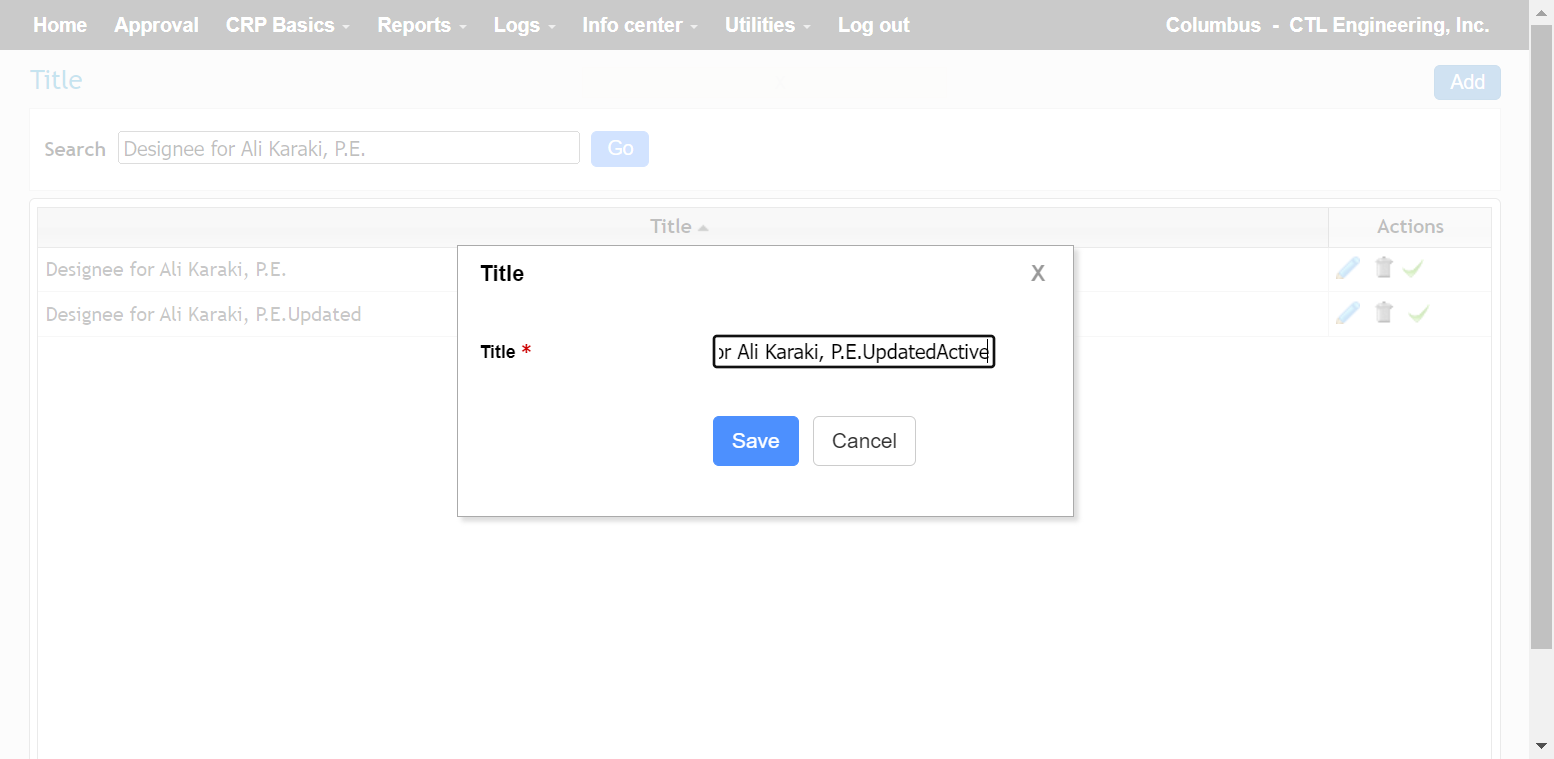 Home Approval CRP Basics Reports Logs Info center Utilities Log out Columbus - CTL Engineering, Inc.
Title Add
Search Designee for Ali Karaki, P.E. Go
Title Actions
Designee for Ali Karaki, P.E.
Designee for Ali Karaki, P.E.Updated
Title X
Title * or Ali Karaki, P.E.UpdatedActive
Save Cancel